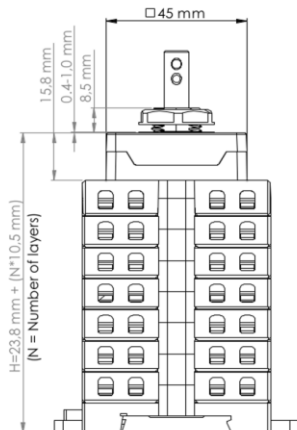 □45 mm
15.8 mm
0.4-1,0 mm
8,5 mm
H=23,8 mm + (N*10,5 mm)
(N = Number of layers)